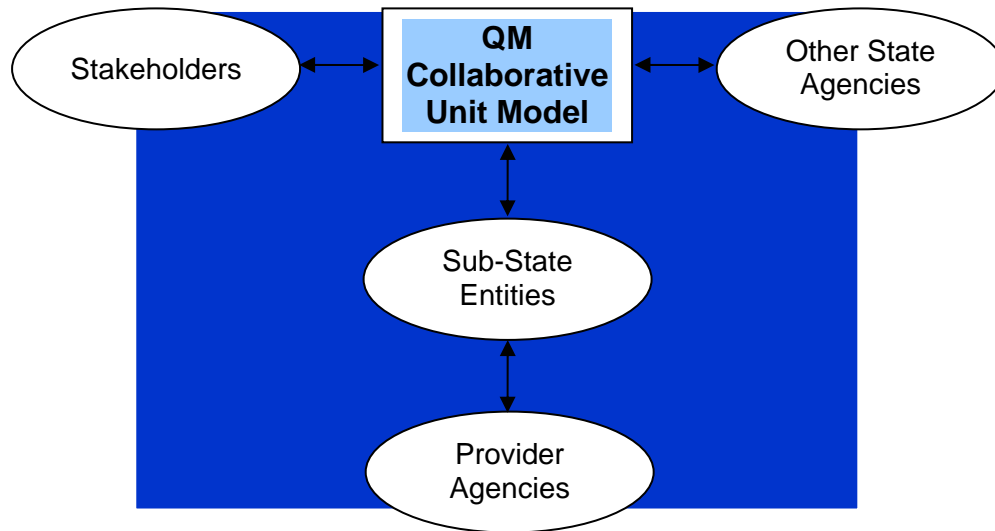 Stakeholders
QM
Collaborative
Unit Model
Other State
Agencies
Sub-State
Entities
Provider
Agencies